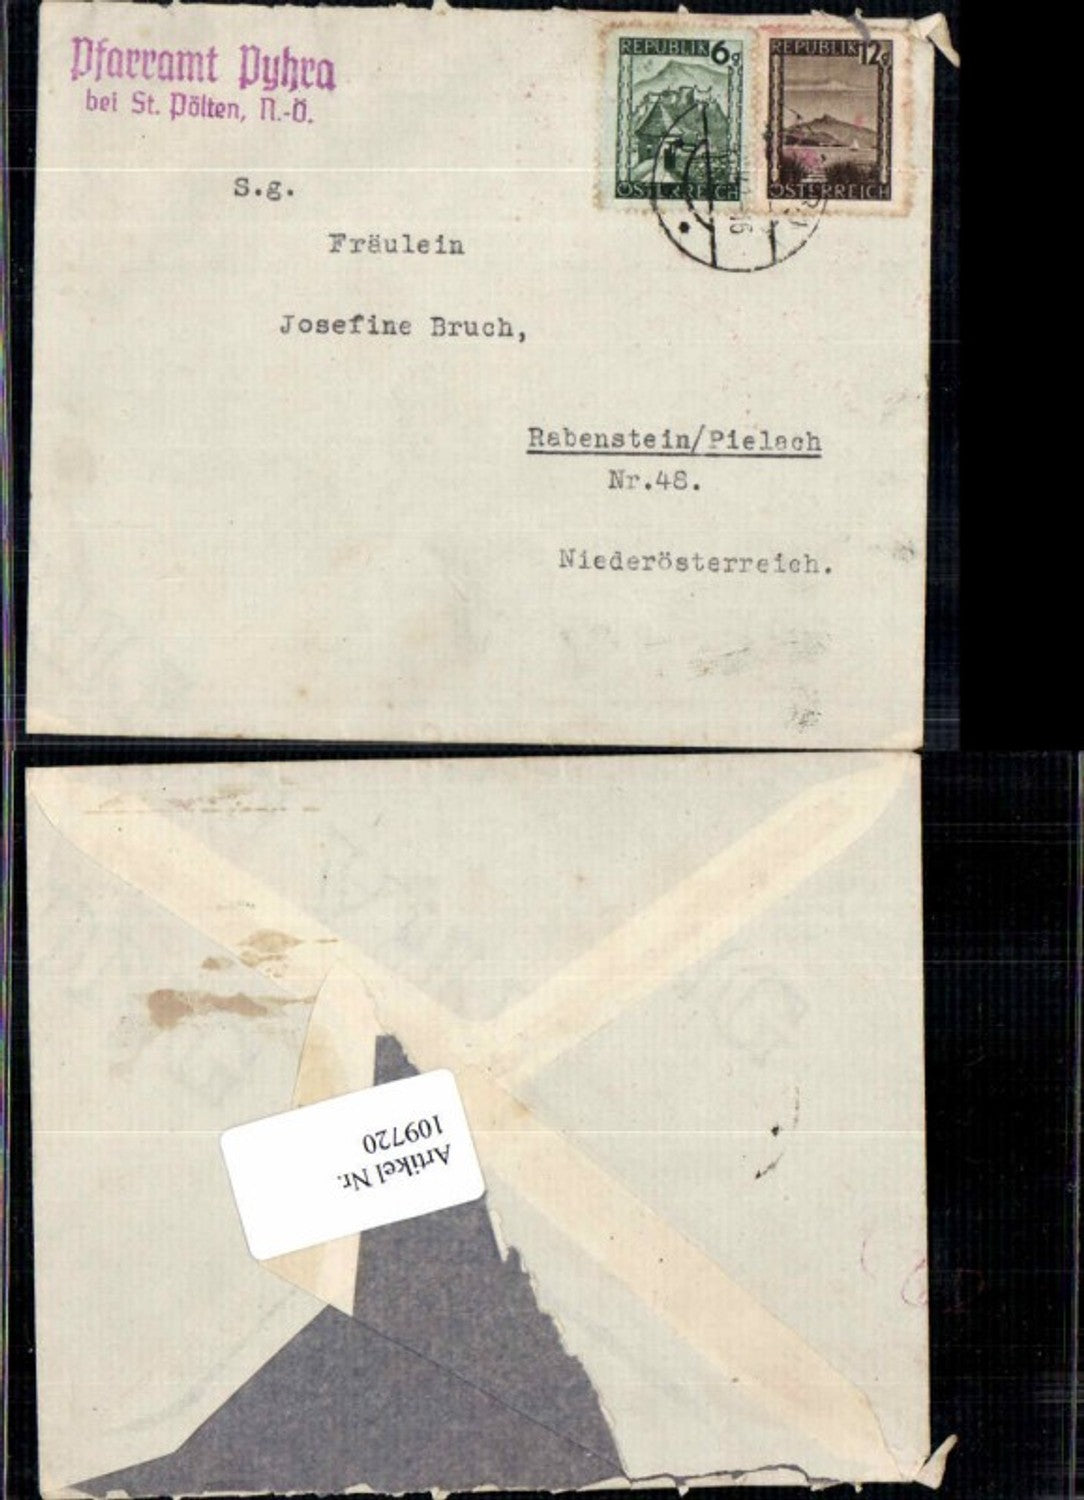 Pfarramt Pyhra
bei St. Pölten, N.-Ö.
REPUBLIK 6g
ÖSTERREICH
REPUBLIK 12g
ÖSTERREICH
S.g.
Fräulein
Josefine Bruch,
Rabenstein/Pielach
Nr.48.
Niederösterreich.
Artikel Nr.
109720